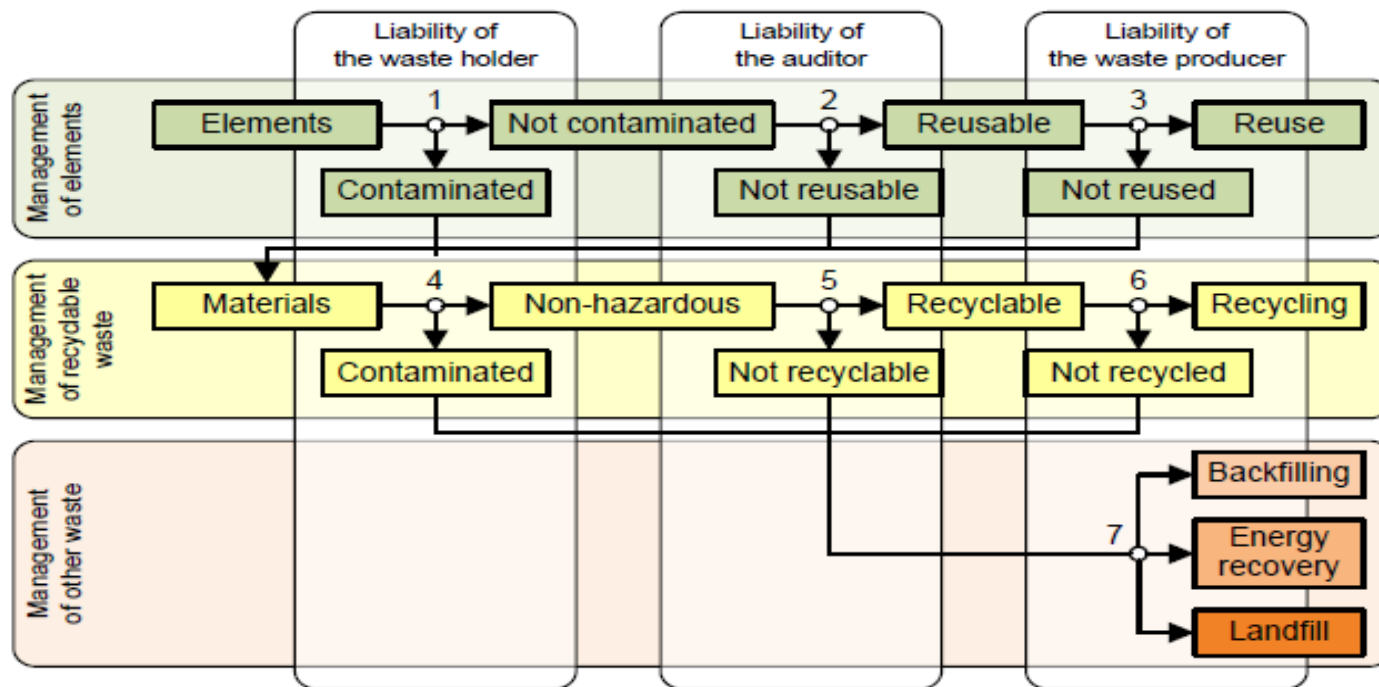 Liability of
the waste holder
Liability of
the auditor
Liability of
the waste producer
Management
of elements
1
2
3
Elements
Not contaminated
Reusable
Reuse
Contaminated
Not reusable
Not reused
Management
of recyclable
waste
4
5
6
Materials
Non-hazardous
Recyclable
Recycling
Contaminated
Not recyclable
Not recycled
Management
of other waste
7
Backfilling
Energy
recovery
Landfill